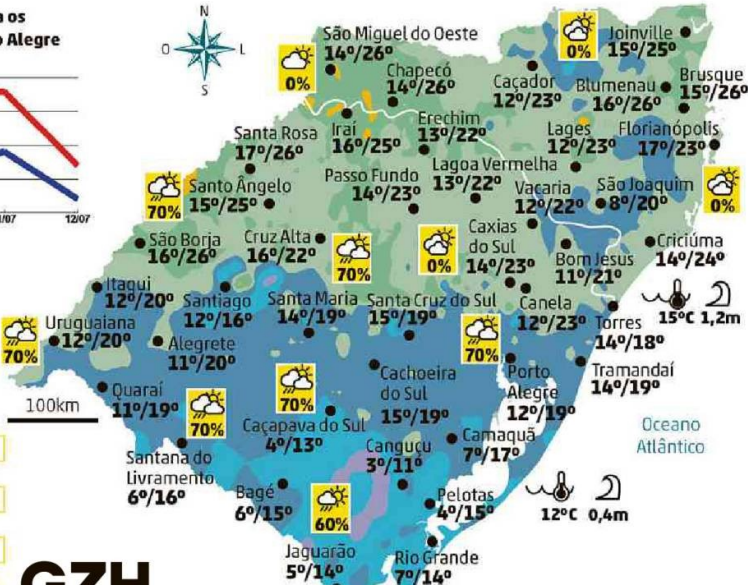 os
Alegre
/07
12/07
N
O
L
S
São Miguel do Oeste
14º/26º
0%
Chapecó
14º/26º
0%
Joinville
15º/25º
Caçador
12º/23º
Blumenau
16º/26º
Brusque
15º/26º
Iraí
16º/25º
Erechim
13º/22º
Lages
12º/23º
Florianópolis
17º/23º
Santa Rosa
17º/26º
Lagoa Vermelha
13º/22º
70%
Santo Ângelo
15º/25º
Passo Fundo
14º/23º
Vacaria
12º/22º
São Joaquim
8º/20º
0%
São Borja
16º/26º
Cruz Alta
16º/22º
70%
0%
Caxias
do Sul
14º/23º
Bom Jesus
11º/21º
Criciúma
14º/24º
Itaqui
12º/20º
Santiago
12º/16º
Santa Maria
14º/19º
Santa Cruz do Sul
15º/19º
Canela
12º/23º
15ºC 1,2m
Torres
14º/18º
70%
Uruguaiana
12º/20º
Alegrete
11º/20º
70%
Porto
Alegre
12º/19º
Tramandaí
14º/19º
Quaraí
11º/19º
70%
70%
Cachoeira
do Sul
15º/19º
100km
Caçapava do Sul
4º/13º
Camaquã
7º/17º
Oceano
Atlântico
Santana do
Livramento
6º/16º
Canguçu
3º/11º
Bagé
6º/15º
60%
Pelotas
4º/15º
12ºC 0,4m
Jaguarão
5º/14º
Rio Grande
7º/14º
GZH